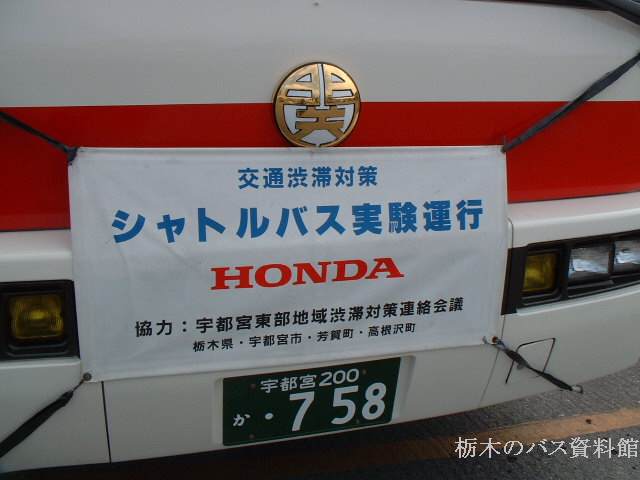 交通渋滞対策
シャトルバス実験運行
HONDA
協力：宇都宮東部地域渋滞対策連絡会議
栃木県・宇都宮市・芳賀町・高根沢町
宇都宮200
か・758
栃木のバス資料館